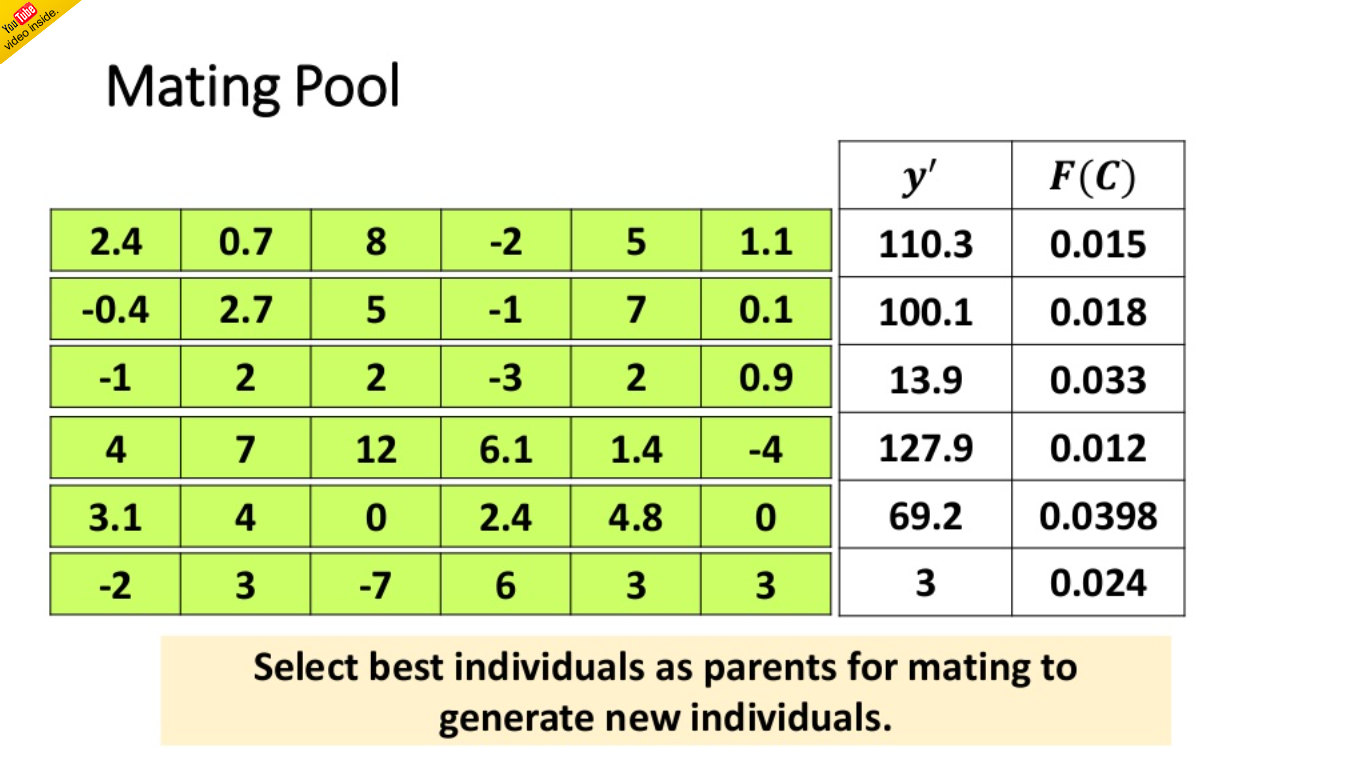 YouTube
video inside.
Mating Pool
y′ F(C)
2.4 0.7 8 -2 5 1.1 110.3 0.015
-0.4 2.7 5 -1 7 0.1 100.1 0.018
-1 2 2 -3 2 0.9 13.9 0.033
4 7 12 6.1 1.4 -4 127.9 0.012
3.1 4 0 2.4 4.8 0 69.2 0.0398
-2 3 -7 6 3 3 3 0.024
Select best individuals as parents for mating to
generate new individuals.